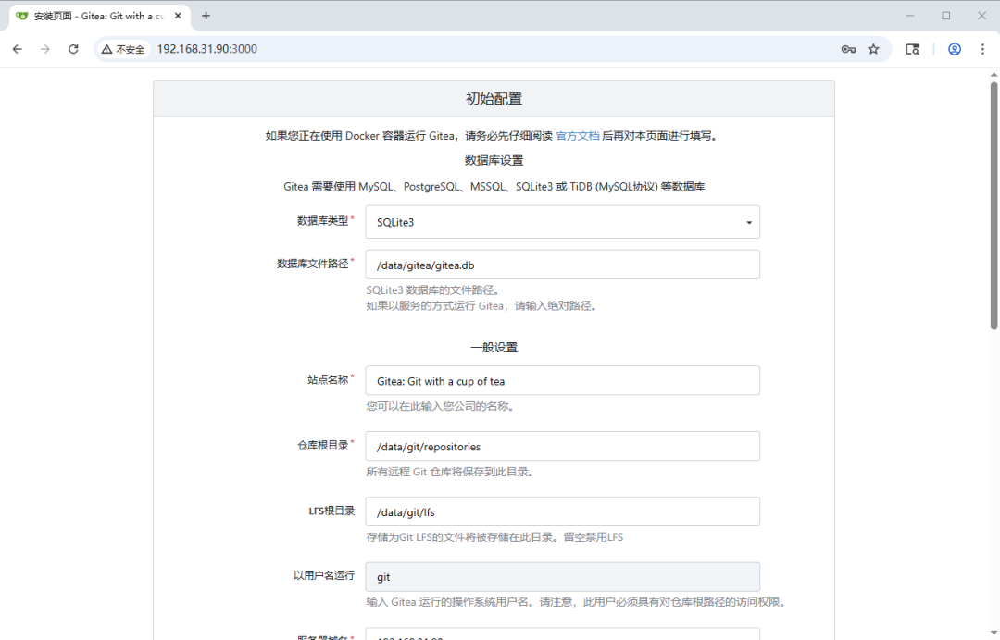 安装页面 - Gitea: Git with a cu
不安全 192.168.31.90:3000
初始配置
如果您正在使用 Docker 容器运行 Gitea，请务必先仔细阅读 官方文档 后再对本页面进行填写。
数据库设置
Gitea 需要使用 MySQL、PostgreSQL、MSSQL、SQLite3 或 TiDB (MySQL协议) 等数据库
数据库类型* SQLite3
数据库文件路径* /data/gitea/gitea.db
SQLite3 数据库的文件路径。
如果以服务的方式运行 Gitea，请输入绝对路径。
一般设置
站点名称* Gitea: Git with a cup of tea
您可以在此输入您公司的名称。
仓库根目录* /data/git/repositories
所有远程 Git 仓库将保存到此目录。
LFS根目录 /data/git/lfs
存储为Git LFS的文件将被存储在此目录。留空禁用LFS
以用户名运行 git
输入 Gitea 运行的操作系统用户名。请注意，此用户必须具有对仓库根路径的访问权限。
服务器域名* 192.168.31.90